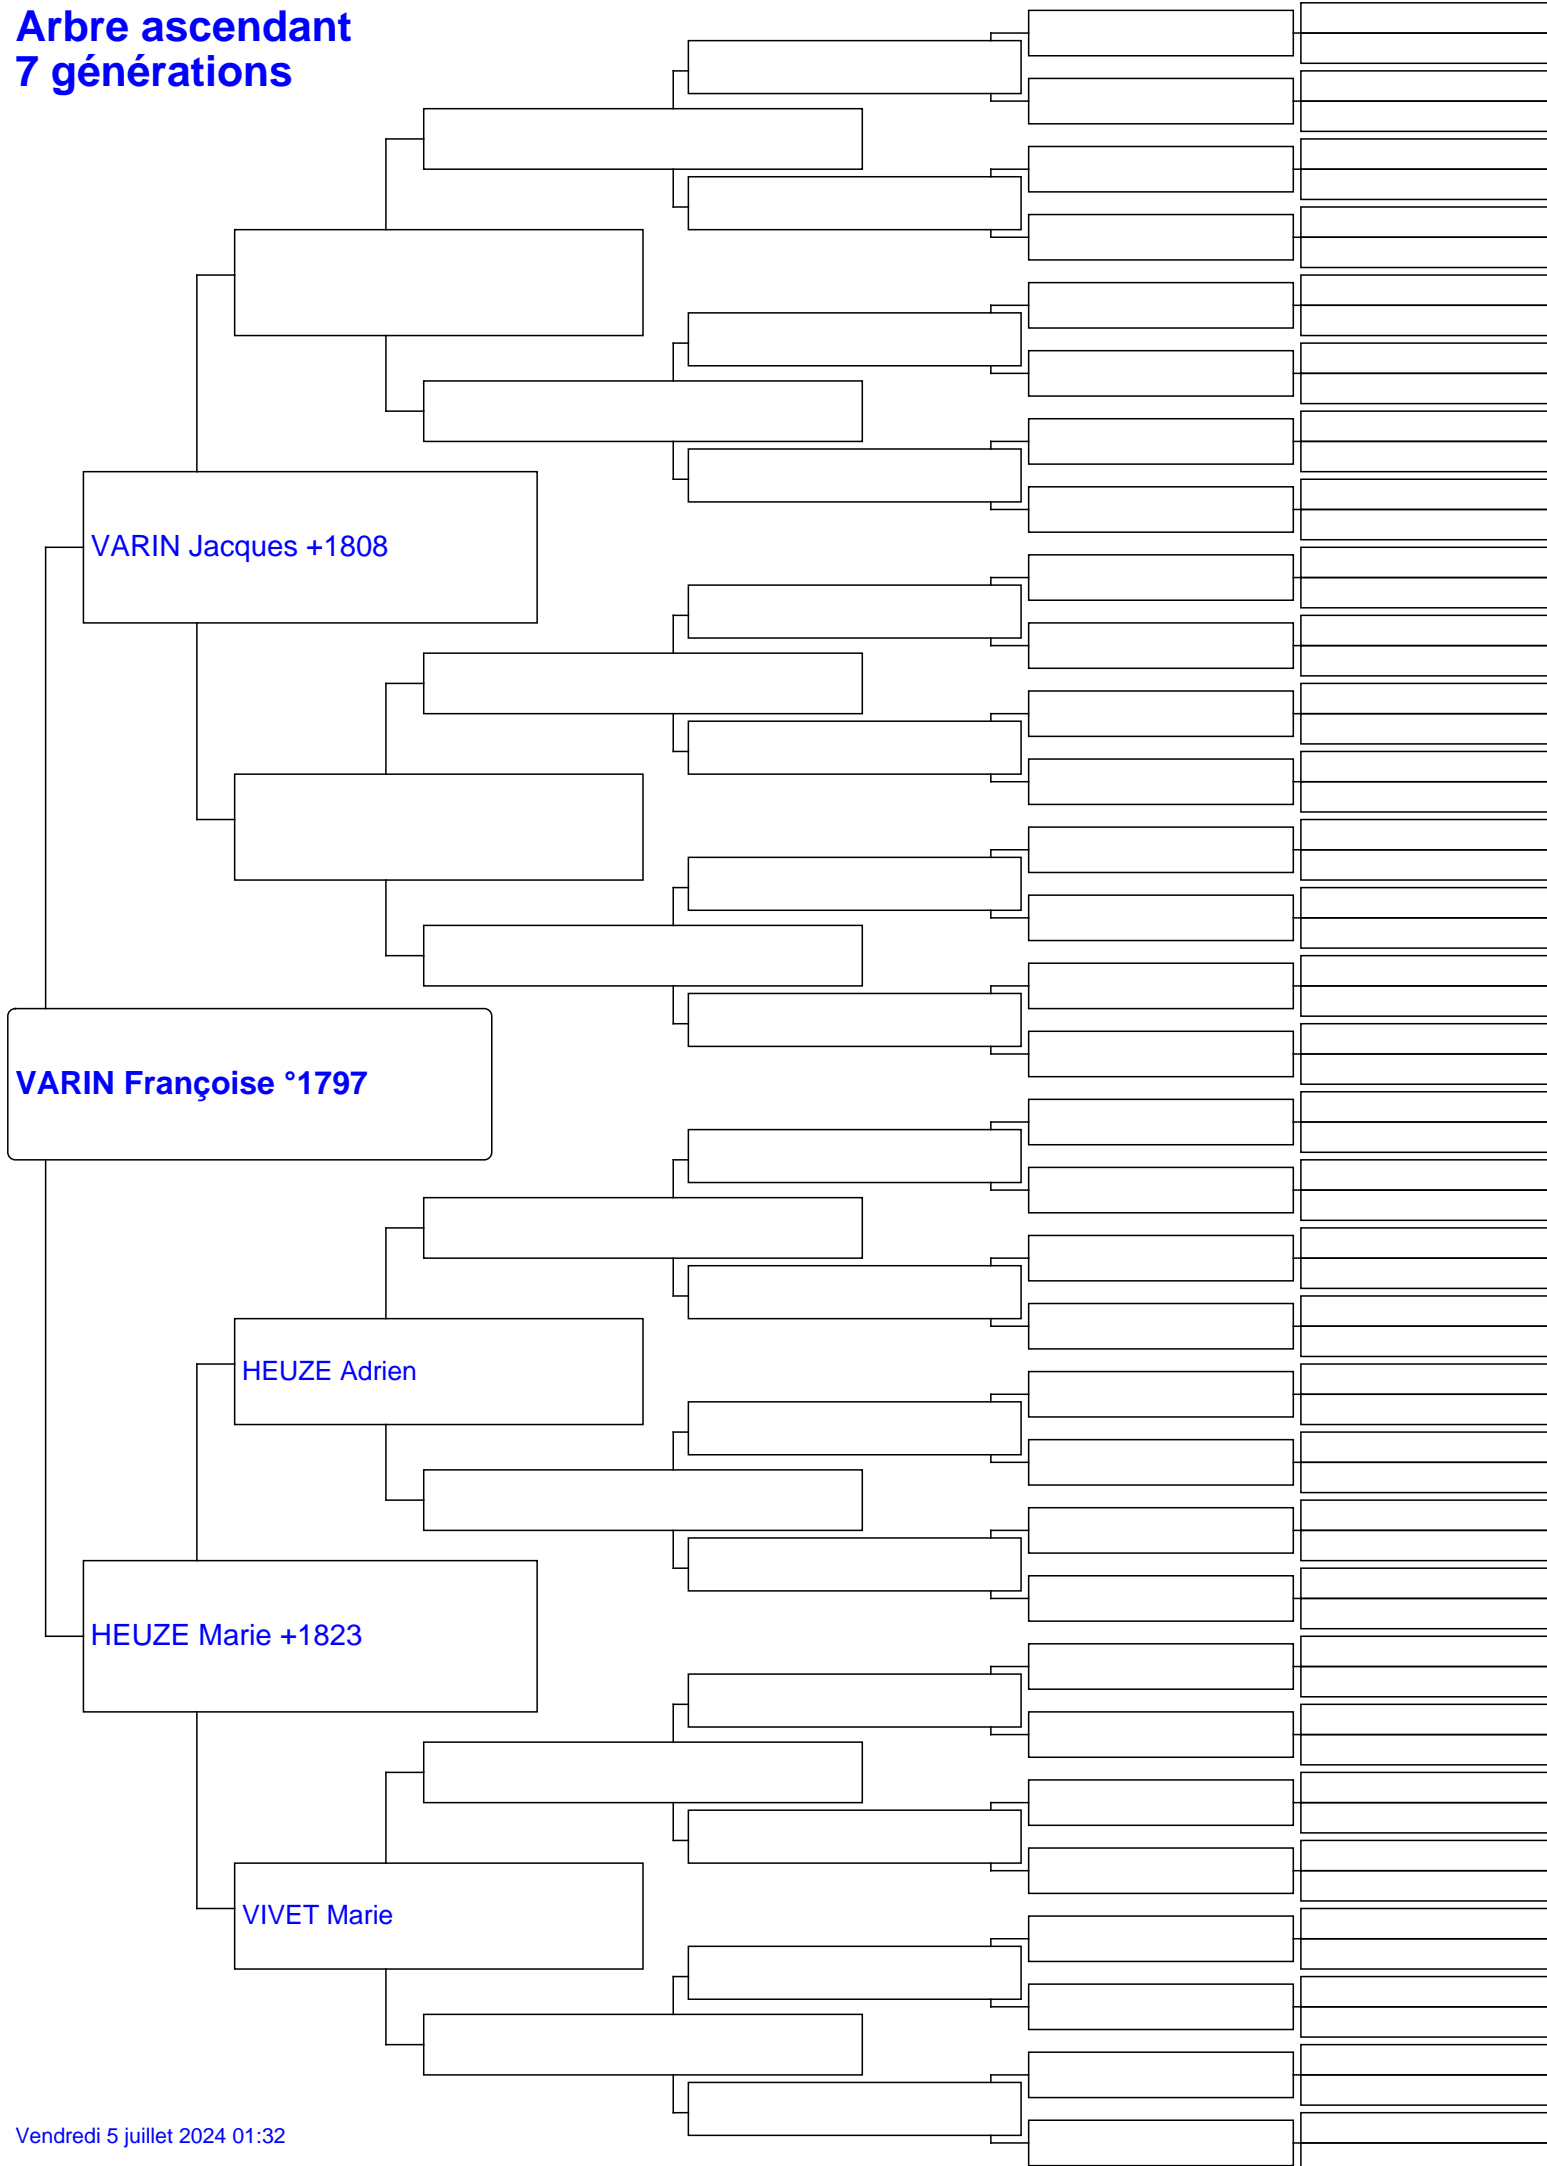 Arbre ascendant
7 générations
VARIN Jacques +1808
VARIN Françoise °1797
HEUZE Adrien
HEUZE Marie +1823
VIVET Marie
Vendredi 5 juillet 2024 01:32